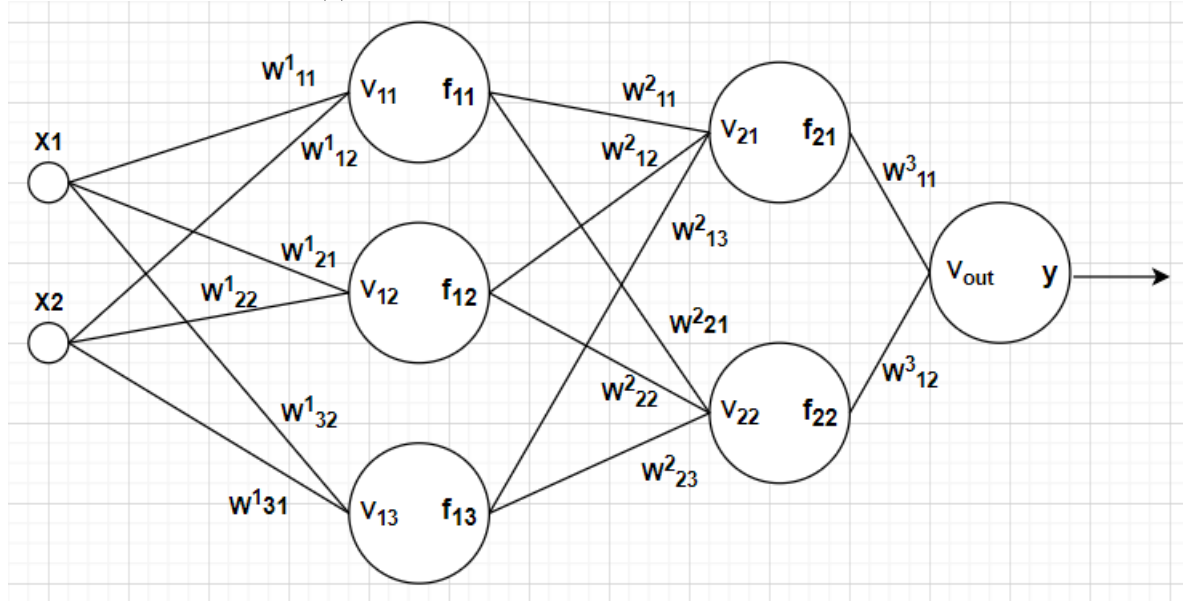 X1
X2
W¹₁₁
W¹₁₂
W¹₂₁
W¹₂₂
W¹₃₂
W¹31
V₁₁ f₁₁
V₁₂ f₁₂
V₁₃ f₁₃
W²₁₁
W²₁₂
W²₁₃
W²21
W²₂₂
W²₂₃
V₂₁ f₂₁
V₂₂ f₂₂
W³₁₁
W³₁₂
Vₒᵤₜ y